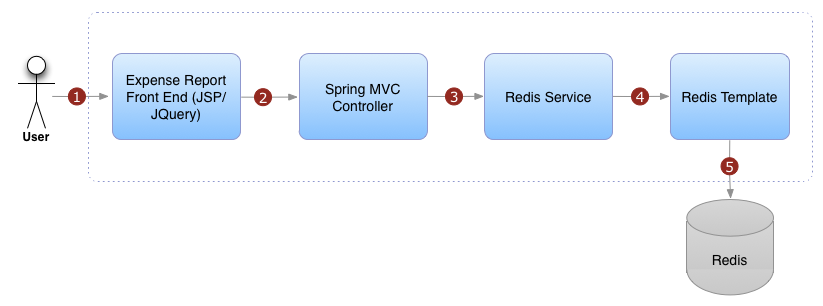 1
2
3
4
5
User
Expense Report
Front End (JSP/
JQuery)
Spring MVC
Controller
Redis Service
Redis Template
Redis